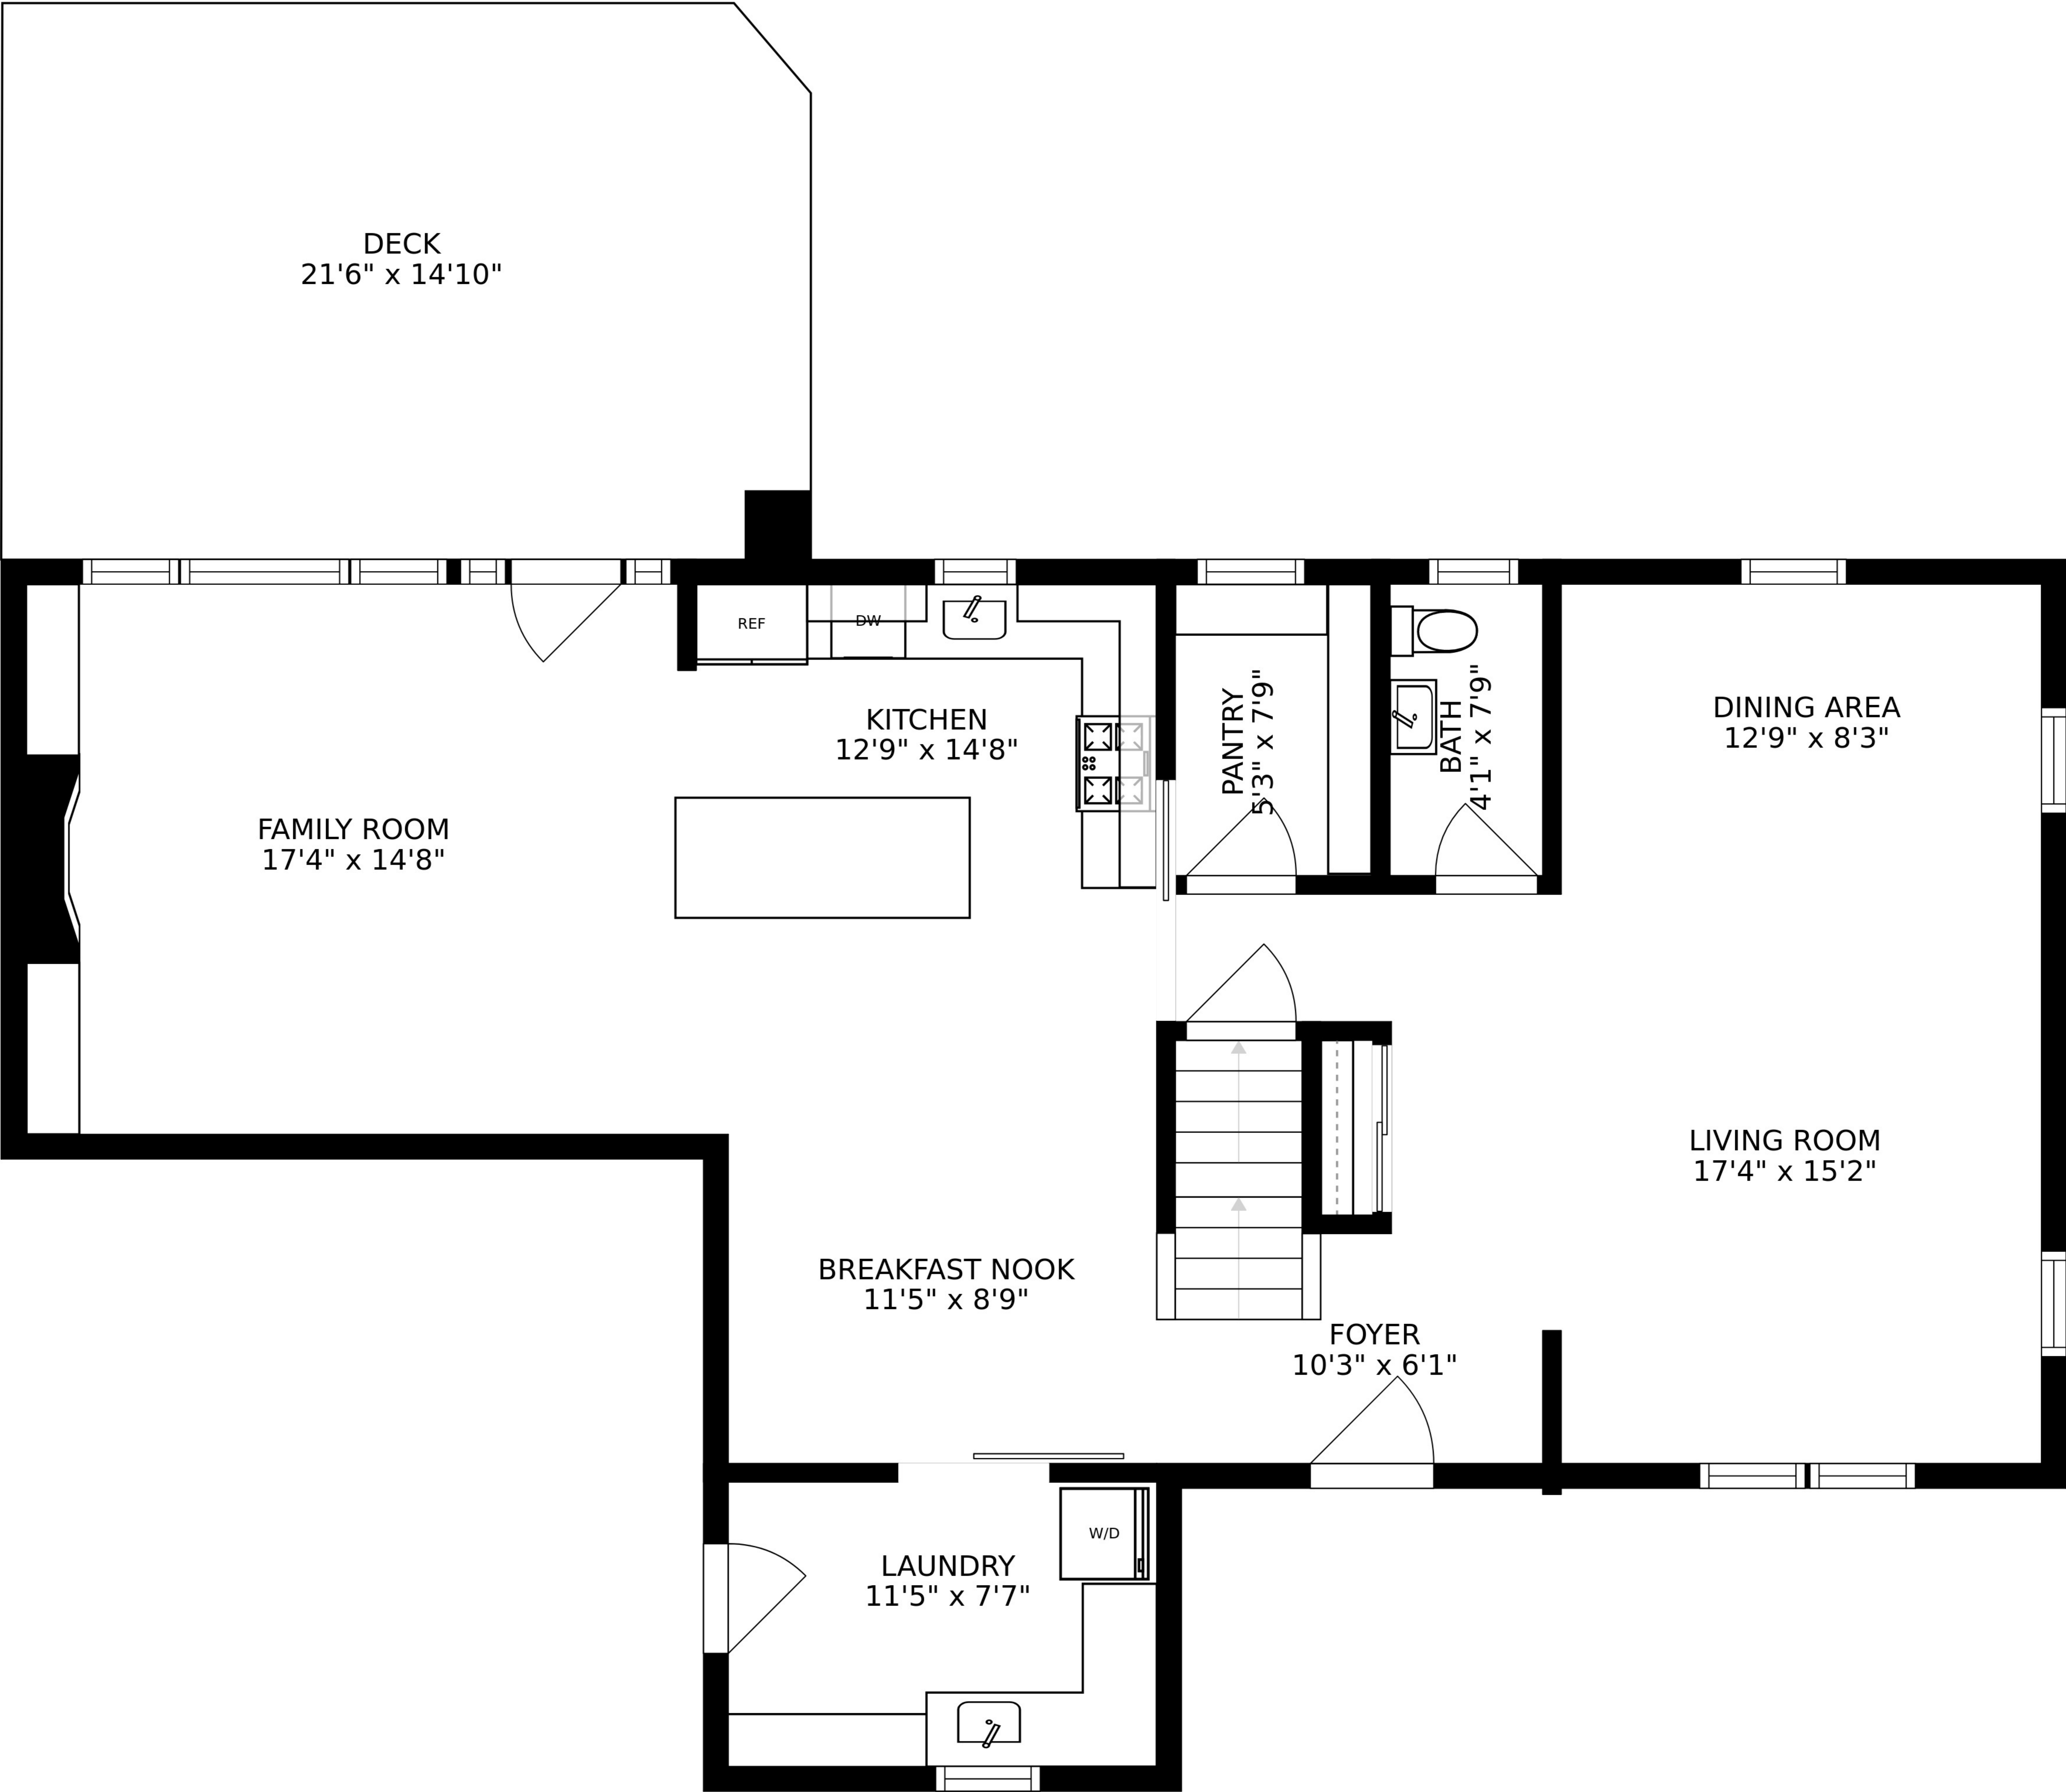 DECK
21'6" x 14'10"
REF
DW
KITCHEN
12'9" x 14'8"
PANTRY
5'3" x 7'9"
BATH
4'1" x 7'9"
DINING AREA
12'9" x 8'3"
FAMILY ROOM
17'4" x 14'8"
LIVING ROOM
17'4" x 15'2"
BREAKFAST NOOK
11'5" x 8'9"
FOYER
10'3" x 6'1"
W/D
LAUNDRY
11'5" x 7'7"